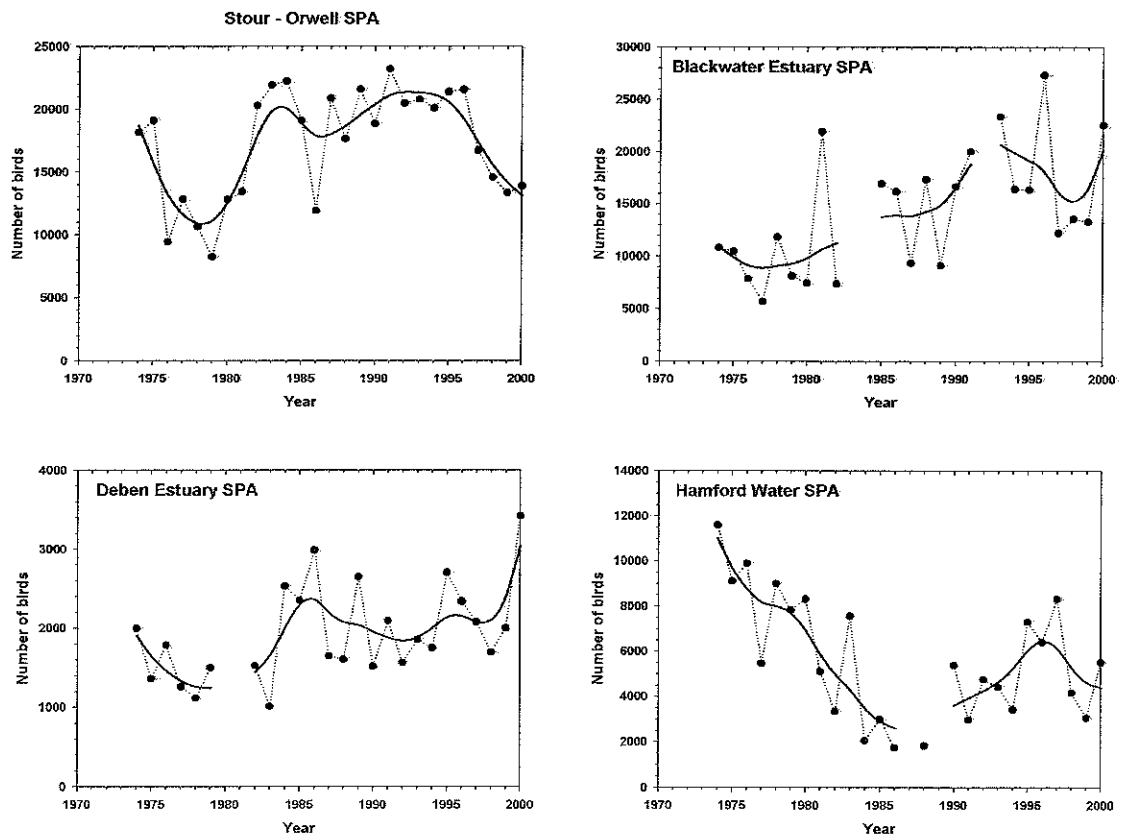 Stour - Orwell SPA
25000
20000
15000
10000
5000
0
Number of birds
1970 1975 1980 1985 1990 1995 2000
Year
Blackwater Estuary SPA
30000
25000
20000
15000
10000
5000
0
Number of birds
1970 1975 1980 1985 1990 1995 2000
Year
Deben Estuary SPA
4000
3000
2000
1000
0
Number of birds
1970 1975 1980 1985 1990 1995 2000
Year
Hamford Water SPA
14000
12000
10000
8000
6000
4000
2000
0
Number of birds
1970 1975 1980 1985 1990 1995 2000
Year